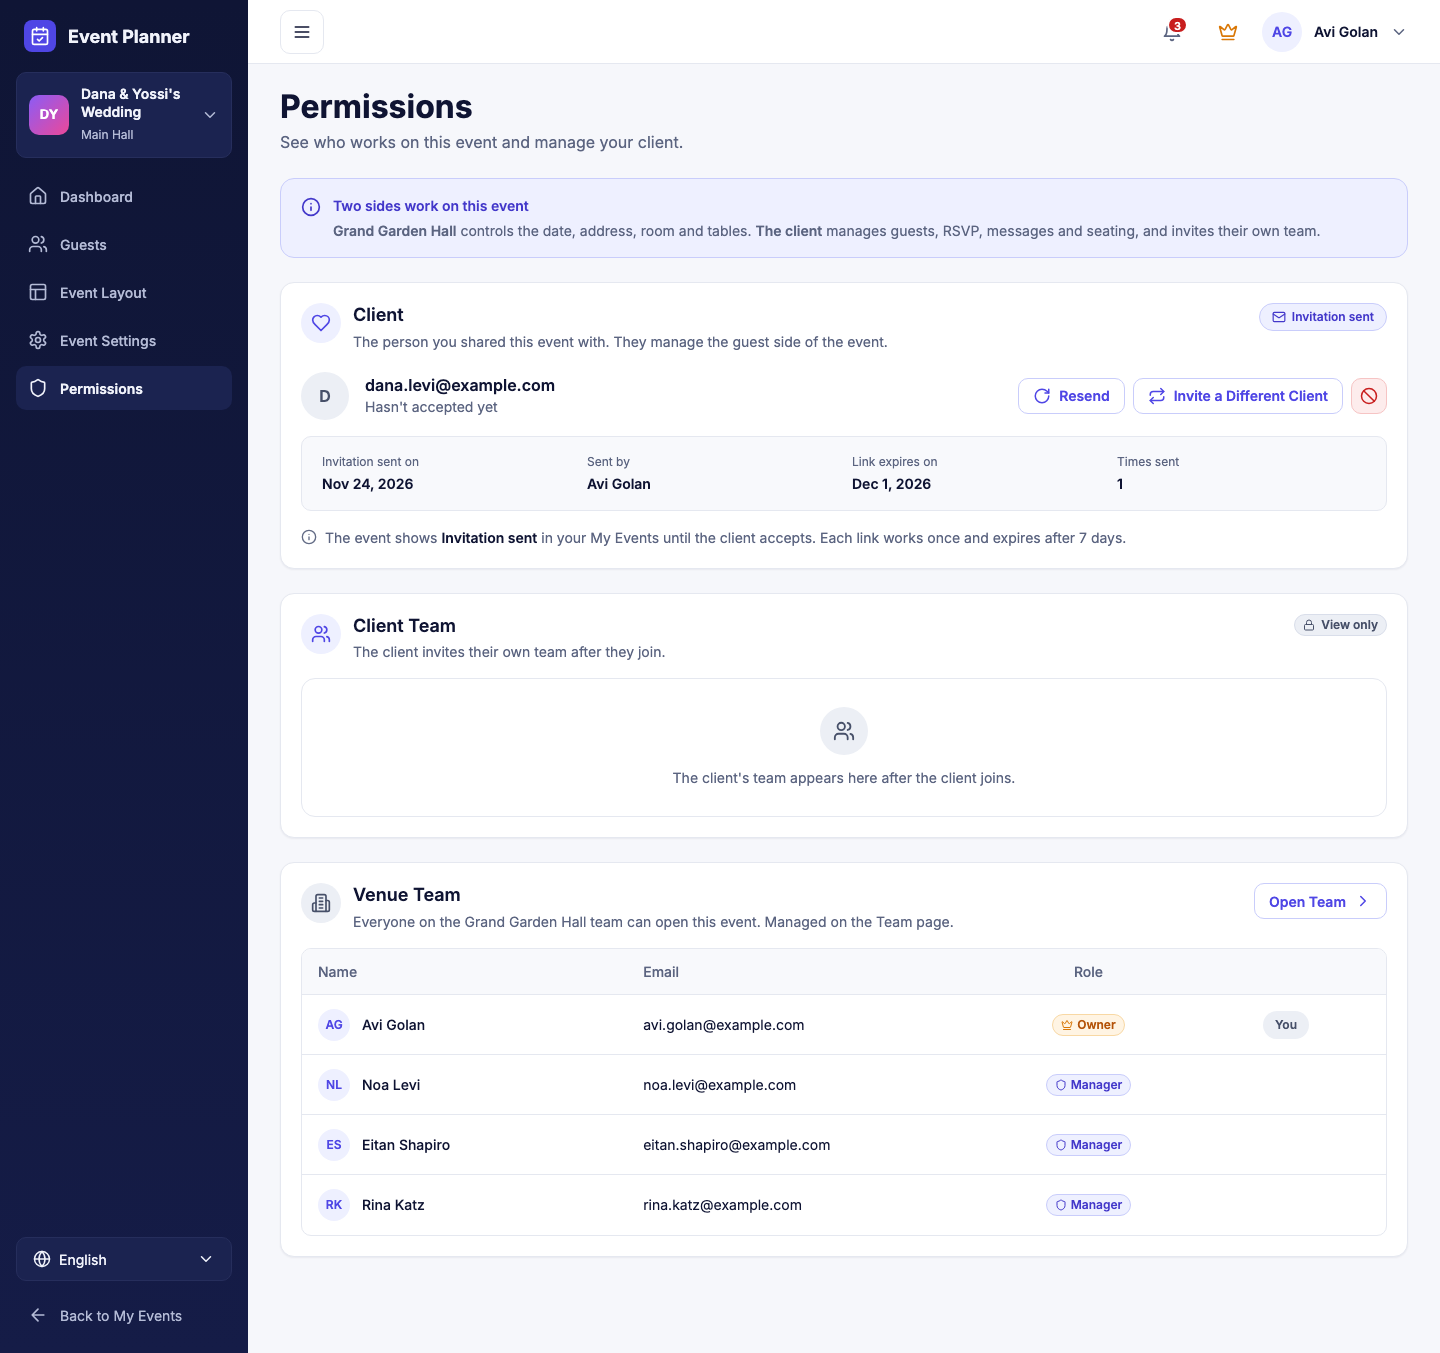 Event Planner
DY
Dana & Yossi's
Wedding
Main Hall
Dashboard
Guests
Event Layout
Event Settings
Permissions
English
Back to My Events
3
AG
Avi Golan
Permissions
See who works on this event and manage your client.
Two sides work on this event
Grand Garden Hall controls the date, address, room and tables. The client manages guests, RSVP, messages and seating, and invites their own team.
Client
The person you shared this event with. They manage the guest side of the event.
Invitation sent
D
dana.levi@example.com
Hasn't accepted yet
Resend
Invite a Different Client
Invitation sent on
Nov 24, 2026
Sent by
Avi Golan
Link expires on
Dec 1, 2026
Times sent
1
The event shows Invitation sent in your My Events until the client accepts. Each link works once and expires after 7 days.
Client Team
The client invites their own team after they join.
View only
The client's team appears here after the client joins.
Venue Team
Everyone on the Grand Garden Hall team can open this event. Managed on the Team page.
Open Team
Name Email Role
AG Avi Golan avi.golan@example.com Owner You
NL Noa Levi noa.levi@example.com Manager
ES Eitan Shapiro eitan.shapiro@example.com Manager
RK Rina Katz rina.katz@example.com Manager